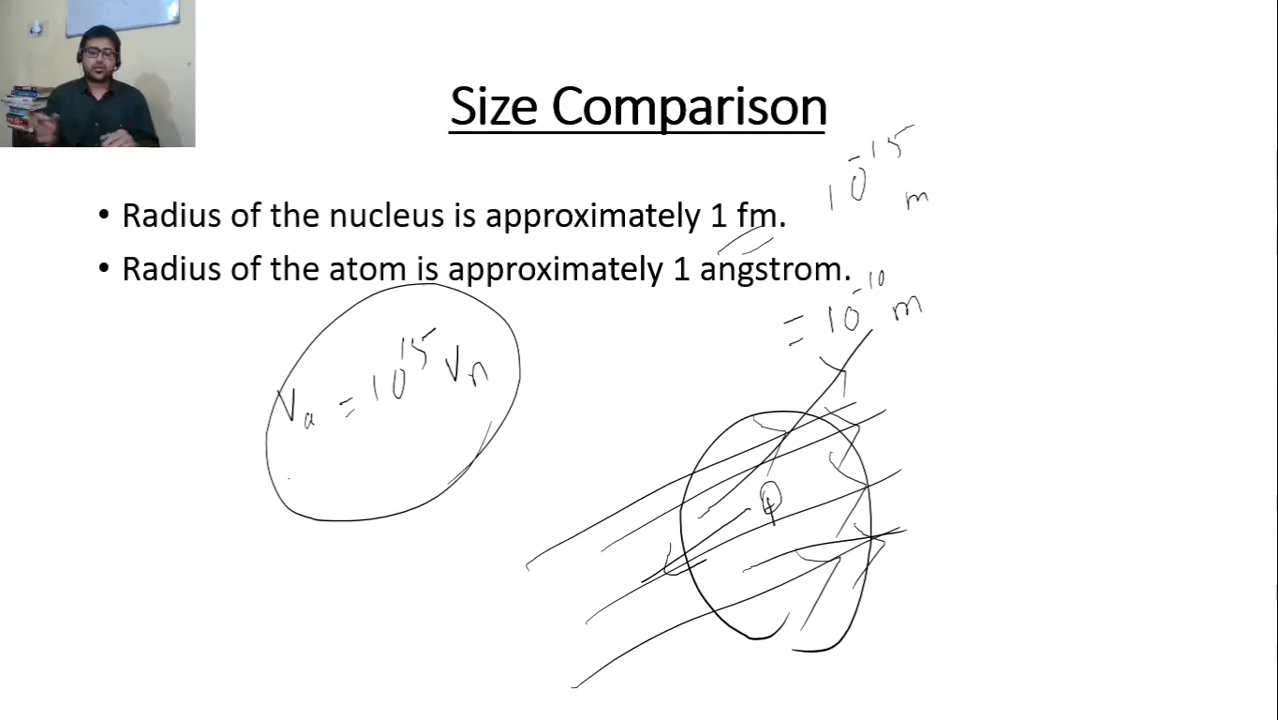 Size Comparison
• Radius of the nucleus is approximately 1 fm.
10⁻¹⁵ m
• Radius of the atom is approximately 1 angstrom.
= 10⁻¹⁰ m
Vₐ = 10¹⁵ Vₙ
+